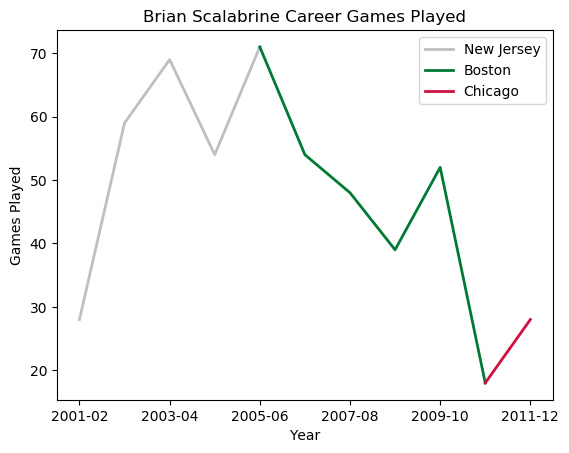 Brian Scalabrine Career Games Played
New Jersey
Boston
Chicago
70
60
50
40
30
20
Games Played
2001-02
2003-04
2005-06
2007-08
2009-10
2011-12
Year